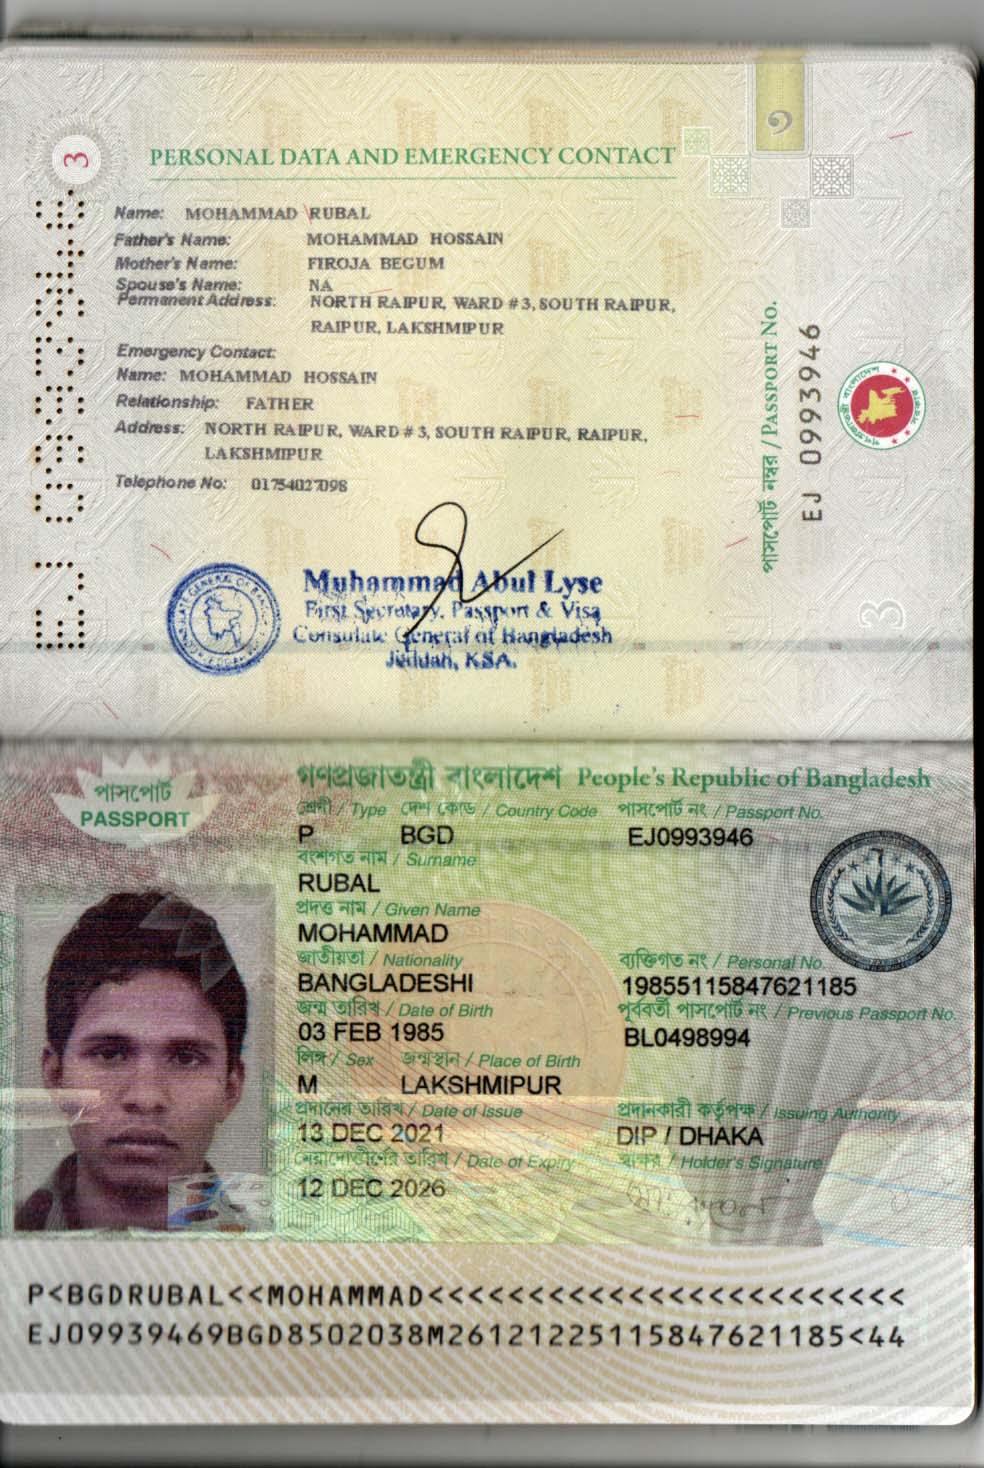 3
PERSONAL DATA AND EMERGENCY CONTACT
Name: MOHAMMAD RUBAL
Father's Name: MOHAMMAD HOSSAIN
Mother's Name: FIROJA BEGUM
Spouse's Name: NA
Permanent Address: NORTH RAIPUR, WARD # 3, SOUTH RAIPUR,
RAIPUR, LAKSHMIPUR
Emergency Contact:
Name: MOHAMMAD HOSSAIN
Relationship: FATHER
Address: NORTH RAIPUR, WARD # 3, SOUTH RAIPUR, RAIPUR,
LAKSHMIPUR
Telephone No: 01754027098
Muhammad Abul Lyse
First Secretary, Passport & Visa
Consulate General of Bangladesh
Jeddah, KSA.
EJ 0993946
পাসপোর্ট নম্বর / PASSPORT No.
EJ 0993946
3
পাসপোর্ট
PASSPORT
গণপ্রজাতন্ত্রী বাংলাদেশ People's Republic of Bangladesh
শ্রেণী / Type দেশ কোড / Country Code পাসপোর্ট নং / Passport No.
P BGD EJ0993946
বংশগত নাম / Surname
RUBAL
প্রদত্ত নাম / Given Name
MOHAMMAD
জাতীয়তা / Nationality ব্যক্তিগত নং / Personal No.
BANGLADESHI 19855115847621185
জন্ম তারিখ / Date of Birth পূর্ববর্তী পাসপোর্ট নং / Previous Passport No.
03 FEB 1985 BL0498994
লিঙ্গ / Sex জন্মস্থান / Place of Birth
M LAKSHMIPUR
প্রদানের তারিখ / Date of Issue প্রদানকারী কর্তৃপক্ষ / Issuing Authority
13 DEC 2021 DIP / DHAKA
মেয়াদোত্তীর্ণের তারিখ / Date of Expiry স্বাক্ষর / Holder's Signature
12 DEC 2026
P<BGDRUBAL<<MOHAMMAD<<<<<<<<<<<<<<<<<<<<<<<<
EJ09939469BGD8502038M26121225115847621185<44